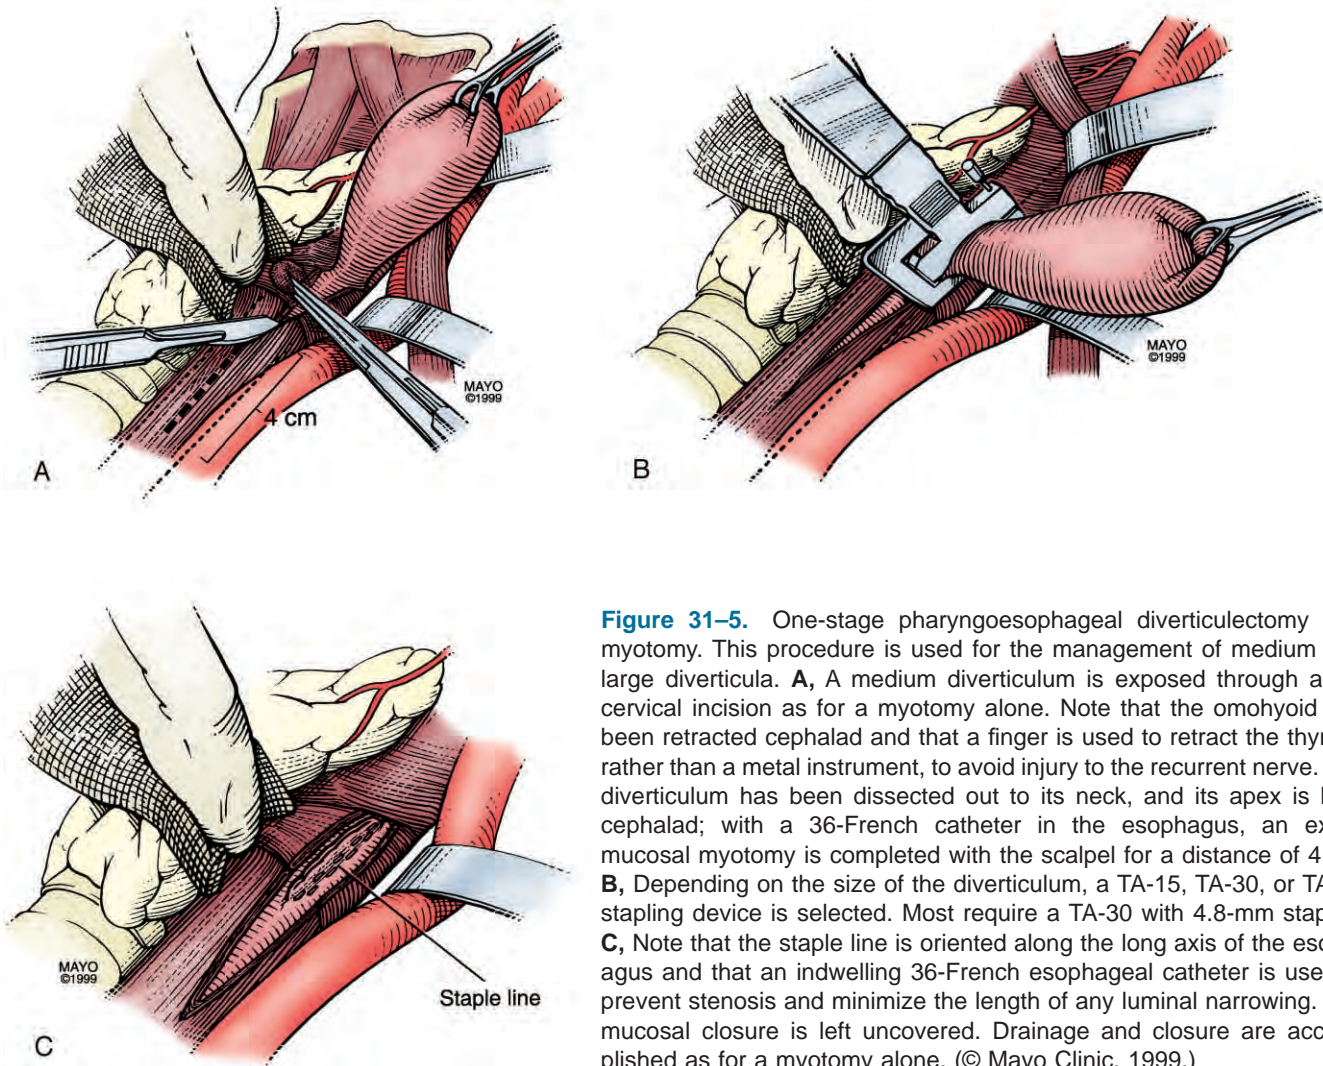 MAYO
©1999
4 cm
A
MAYO
©1999
B
MAYO
©1999
Staple line
C
Figure 31–5. One-stage pharyngoesophageal diverticulectomy
myotomy. This procedure is used for the management of medium
large diverticula. A, A medium diverticulum is exposed through a
cervical incision as for a myotomy alone. Note that the omohyoid
been retracted cephalad and that a finger is used to retract the
rather than a metal instrument, to avoid injury to the recurrent nerve.
diverticulum has been dissected out to its neck, and its apex is
cephalad; with a 36-French catheter in the esophagus, an
mucosal myotomy is completed with the scalpel for a distance of 4
B, Depending on the size of the diverticulum, a TA-15, TA-30, or
stapling device is selected. Most require a TA-30 with 4.8-mm
C, Note that the staple line is oriented along the long axis of the
agus and that an indwelling 36-French esophageal catheter is
prevent stenosis and minimize the length of any luminal narrowing.
mucosal closure is left uncovered. Drainage and closure are
plished as for a myotomy alone. (© Mayo Clinic, 1999.)